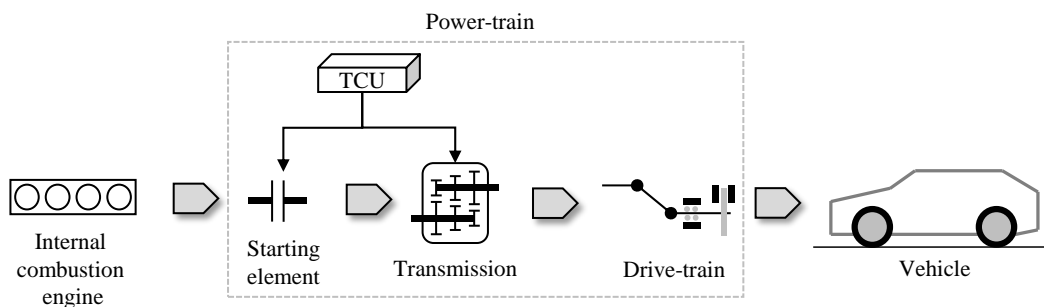 Power-train
TCU
Internal
combustion
engine
Starting
element
Transmission
Drive-train
Vehicle